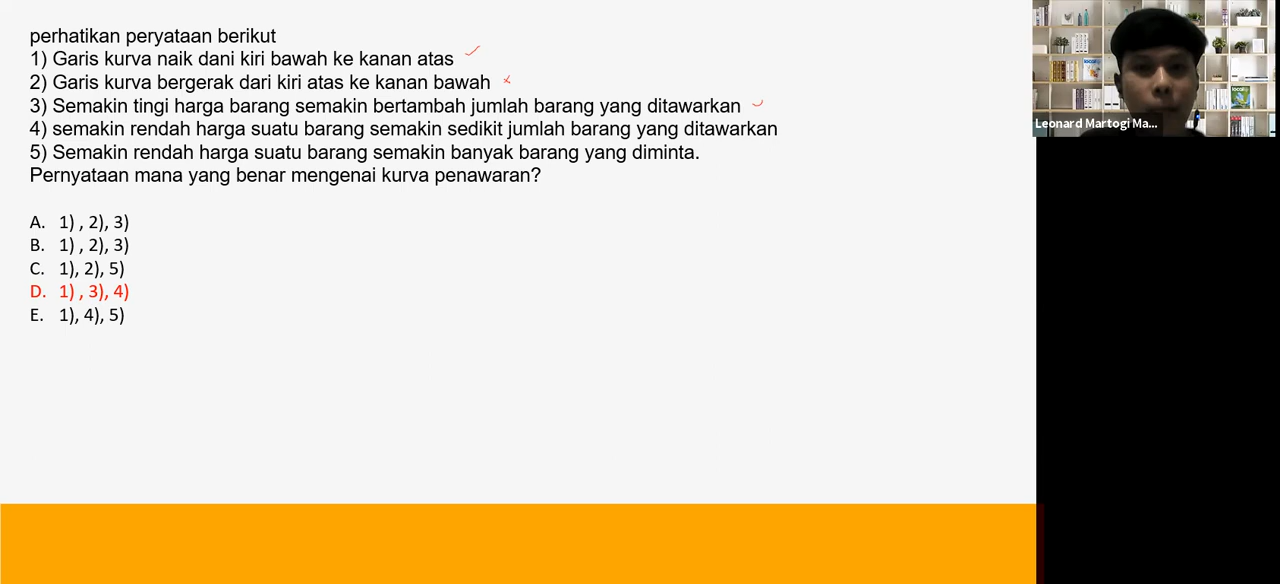 perhatikan peryataan berikut
1) Garis kurva naik dani kiri bawah ke kanan atas
2) Garis kurva bergerak dari kiri atas ke kanan bawah
3) Semakin tingi harga barang semakin bertambah jumlah barang yang ditawarkan
4) semakin rendah harga suatu barang semakin sedikit jumlah barang yang ditawarkan
5) Semakin rendah harga suatu barang semakin banyak barang yang diminta.
Pernyataan mana yang benar mengenai kurva penawaran?
A. 1) , 2), 3)
B. 1) , 2), 3)
C. 1), 2), 5)
D. 1) , 3), 4)
E. 1), 4), 5)
Leonard Martogi Ma...